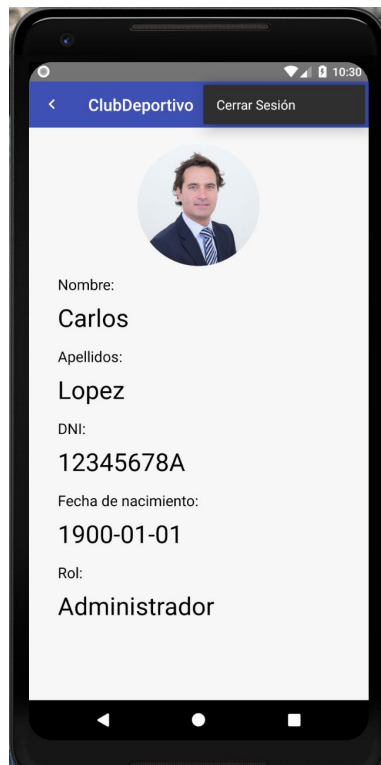 10:30
ClubDeportivo
Cerrar Sesión
Nombre:
Carlos
Apellidos:
Lopez
DNI:
12345678A
Fecha de nacimiento:
1900-01-01
Rol:
Administrador